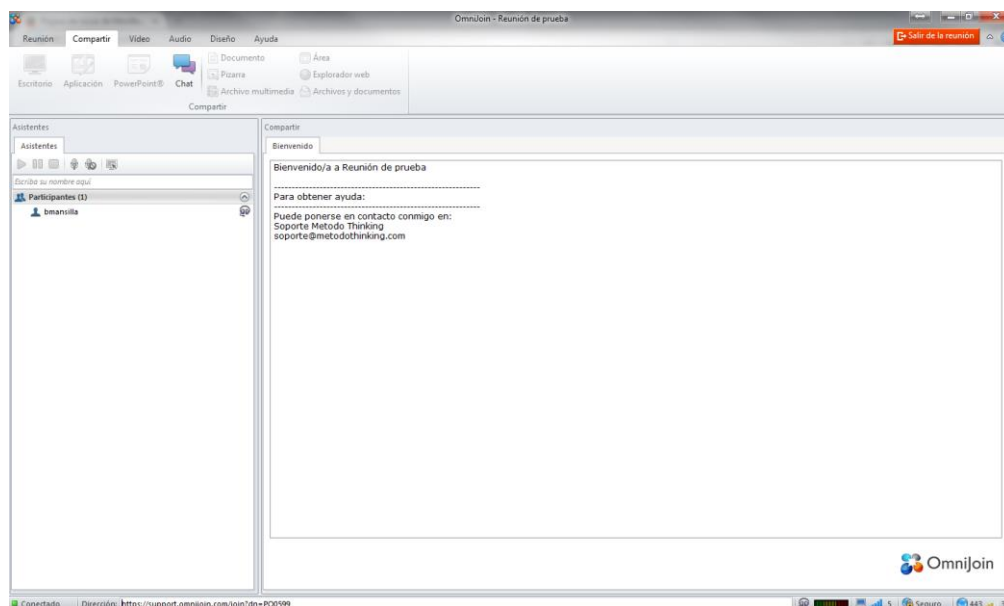 OmniJoin - Reunión de prueba
Reunión Compartir Vídeo Audio Diseño Ayuda
Salir de la reunión
Escritorio Aplicación PowerPoint® Chat
Documento Área
Pizarra Explorador web
Archivo multimedia Archivos y documentos
Compartir
Asistentes
Asistentes
Escriba su nombre aquí
Participantes (1)
bmansilla
Compartir
Bienvenido
Bienvenido/a a Reunión de prueba
------------------------------------------------------------
Para obtener ayuda:
------------------------------------------------------------
Puede ponerse en contacto conmigo en:
Soporte Metodo Thinking
soporte@metodothinking.com
OmniJoin
Conectado Dirección: https://support.omnijoin.com/join?dn=PO0599 5 Seguro 443